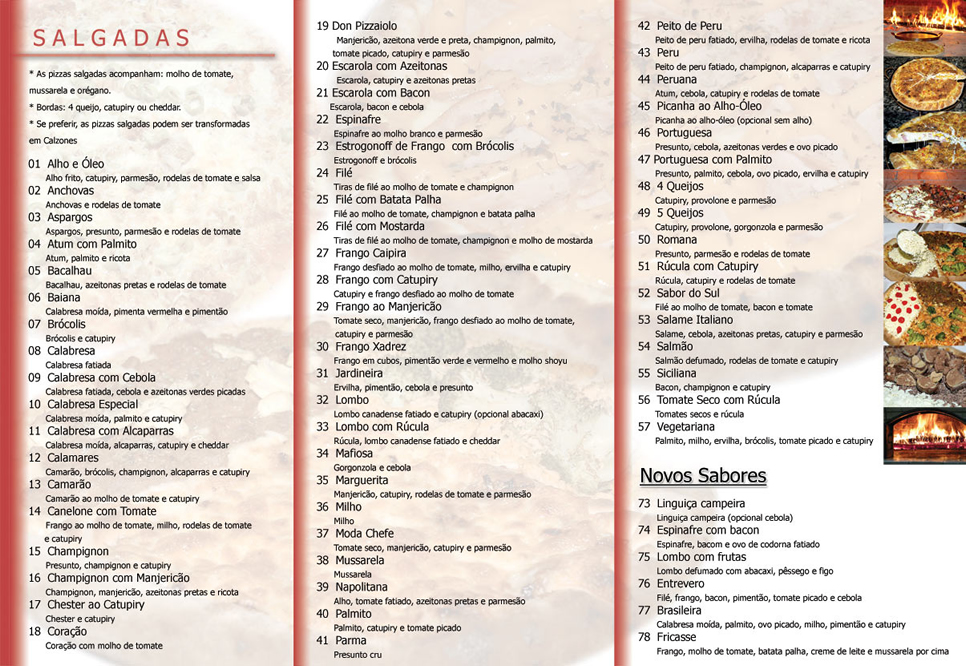 SALGADAS
* As pizzas salgadas acompanham: molho de tomate,
mussarela e orégano.
* Bordas: 4 queijo, catupiry ou cheddar.
* Se preferir, as pizzas salgadas podem ser transformadas
em Calzones
01 Alho e Óleo
Alho frito, catupiry, parmesão, rodelas de tomate e salsa
02 Anchovas
Anchovas e rodelas de tomate
03 Aspargos
Aspargos, presunto, parmesão e rodelas de tomate
04 Atum com Palmito
Atum, palmito e ricota
05 Bacalhau
Bacalhau, azeitonas pretas e rodelas de tomate
06 Baiana
Calabresa moída, pimenta vermelha e pimentão
07 Brócolis
Brócolis e catupiry
08 Calabresa
Calabresa fatiada
09 Calabresa com Cebola
Calabresa fatiada, cebola e azeitonas verdes picadas
10 Calabresa Especial
Calabresa moída, palmito e catupiry
11 Calabresa com Alcaparras
Calabresa moída, alcaparras, catupiry e cheddar
12 Calamares
Camarão, brócolis, champignon, alcaparras e catupiry
13 Camarão
Camarão ao molho de tomate e catupiry
14 Canelone com Tomate
Frango ao molho de tomate, milho, rodelas de tomate
e catupiry
15 Champignon
Presunto, champignon e catupiry
16 Champignon com Manjericão
Champignon, manjericão, azeitonas pretas e ricota
17 Chester ao Catupiry
Chester e catupiry
18 Coração
Coração com molho de tomate
19 Don Pizzaiolo
Manjericão, azeitona verde e preta, champignon, palmito,
tomate picado, catupiry e parmesão
20 Escarola com Azeitonas
Escarola, catupiry e azeitonas pretas
21 Escarola com Bacon
Escarola, bacon e cebola
22 Espinafre
Espinafre ao molho branco e parmesão
23 Estrogonoff de Frango com Brócolis
Estrogonoff e brócolis
24 Filé
Tiras de filé ao molho de tomate e champignon
25 Filé com Batata Palha
Filé ao molho de tomate, champignon e batata palha
26 Filé com Mostarda
Tiras de filé ao molho de tomate, champignon e molho de mostarda
27 Frango Caipira
Frango desfiado ao molho de tomate, milho, ervilha e catupiry
28 Frango com Catupiry
Catupiry e frango desfiado ao molho de tomate
29 Frango ao Manjericão
Tomate seco, manjericão, frango desfiado ao molho de tomate,
catupiry e parmesão
30 Frango Xadrez
Frango em cubos, pimentão verde e vermelho e molho shoyu
31 Jardineira
Ervilha, pimentão, cebola e presunto
32 Lombo
Lombo canadense fatiado e catupiry (opcional abacaxi)
33 Lombo com Rúcula
Rúcula, lombo canadense fatiado e cheddar
34 Mafiosa
Gorgonzola e cebola
35 Marguerita
Manjericão, catupiry, rodelas de tomate e parmesão
36 Milho
Milho
37 Moda Chefe
Tomate seco, manjericão, catupiry e parmesão
38 Mussarela
Mussarela
39 Napolitana
Alho, tomate fatiado, azeitonas pretas e parmesão
40 Palmito
Palmito, catupiry e tomate picado
41 Parma
Presunto cru
42 Peito de Peru
Peito de peru fatiado, ervilha, rodelas de tomate e ricota
43 Peru
Peito de peru fatiado, champignon, alcaparras e catupiry
44 Peruana
Atum, cebola, catupiry e rodelas de tomate
45 Picanha ao Alho-Óleo
Picanha ao alho-óleo (opcional sem alho)
46 Portuguesa
Presunto, cebola, azeitonas verdes e ovo picado
47 Portuguesa com Palmito
Presunto, palmito, cebola, ovo picado, ervilha e catupiry
48 4 Queijos
Catupiry, provolone e parmesão
49 5 Queijos
Catupiry, provolone, gorgonzola e parmesão
50 Romana
Presunto, parmesão e rodelas de tomate
51 Rúcula com Catupiry
Rúcula, catupiry e rodelas de tomate
52 Sabor do Sul
Filé ao molho de tomate, bacon e tomate
53 Salame Italiano
Salame, cebola, azeitonas pretas, catupiry e parmesão
54 Salmão
Salmão defumado, rodelas de tomate e catupiry
55 Siciliana
Bacon, champignon e catupiry
56 Tomate Seco com Rúcula
Tomates secos e rúcula
57 Vegetariana
Palmito, milho, ervilha, brócolis, tomate picado e catupiry
Novos Sabores
73 Linguiça campeira
Linguiça campeira (opcional cebola)
74 Espinafre com bacon
Espinafre, bacom e ovo de codorna fatiado
75 Lombo com frutas
Lombo defumado com abacaxi, pêssego e figo
76 Entrevero
Filé, frango, bacon, pimentão, tomate picado e cebola
77 Brasileira
Calabresa moída, palmito, ovo picado, milho, pimentão e catupiry
78 Fricasse
Frango, molho de tomate, batata palha, creme de leite e mussarela por cima